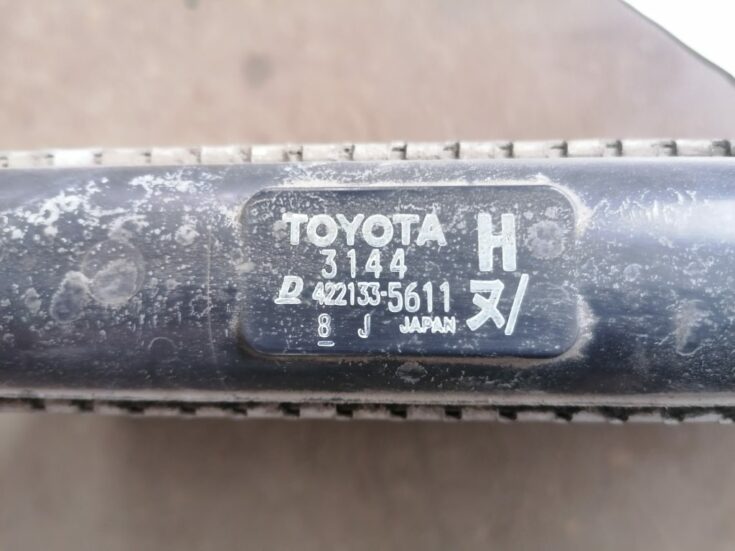 TOYOTA H
3144
D 422133-5611 ヌ/
8 J JAPAN